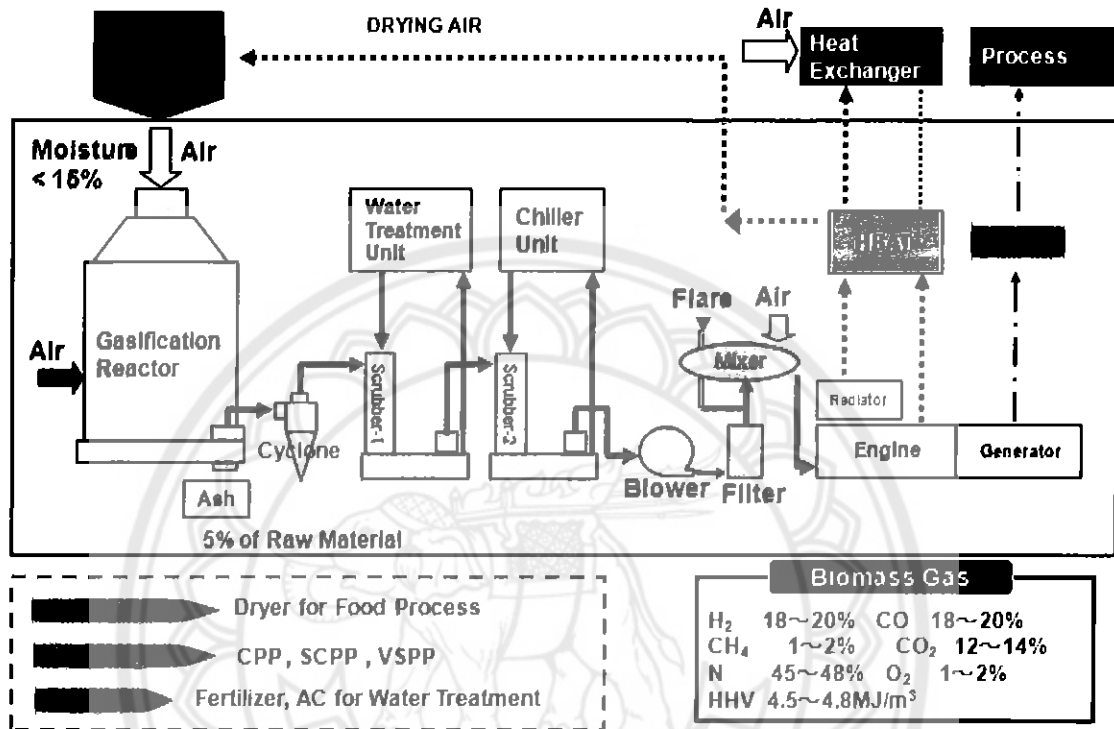 DRYING AIR
Air
Heat
Exchanger
Process
Moisture
< 15%
Air
Water
Treatment
Unit
Chiller
Unit
HEAT
Flare
Air
Gasification
Reactor
Air
Mixer
Scrubber-1
Scrubber-2
Radiator
Cyclone
Engine
Generator
Blower
Filter
Ash
5% of Raw Material
Dryer for Food Process
CPP, SCPP , VSPP
Fertilizer, AC for Water Treatment
Biomass Gas
H₂ 18~20% CO 18~20%
CH₄ 1~2% CO₂ 12~14%
N 45~48% O₂ 1~2%
HHV 4.5~4.8MJ/m³